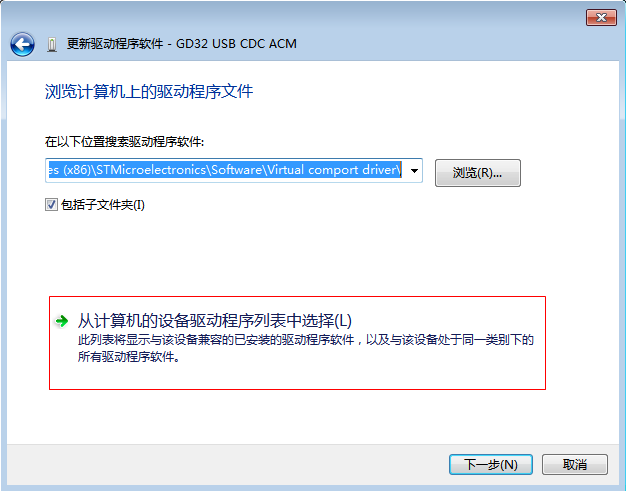 更新驱动程序软件 - GD32 USB CDC ACM
浏览计算机上的驱动程序文件
在以下位置搜索驱动程序软件:
es (x86)\STMicroelectronics\Software\Virtual comport driver\
浏览(R)...
包括子文件夹(I)
从计算机的设备驱动程序列表中选择(L)
此列表将显示与该设备兼容的已安装的驱动程序软件，以及与该设备处于同一类别下的
所有驱动程序软件。
下一步(N)
取消